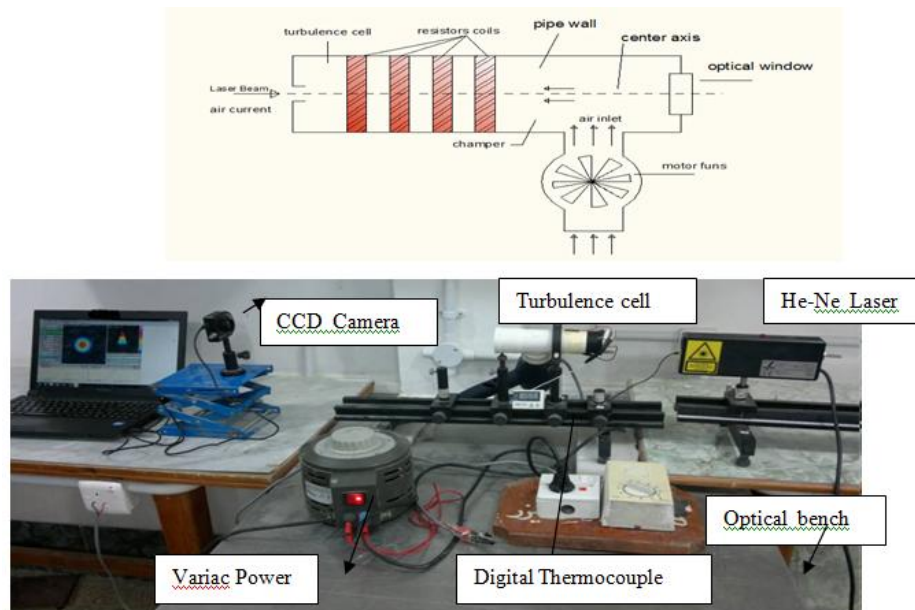 turbulence cell
resistors coils
pipe wall
center axis
optical window
Laser Beam
air current
air inlet
champer
motor funs
CCD Camera
Turbulence cell
He-Ne Laser
Optical bench
Variac Power
Digital Thermocouple